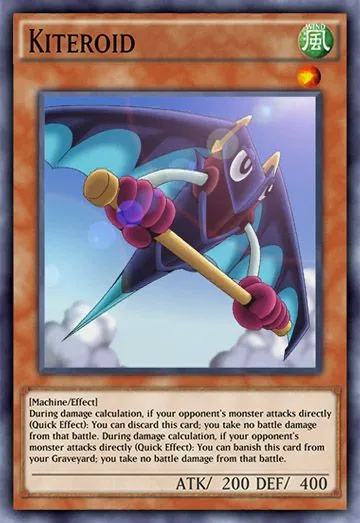 Kiteroid
WIND
風
[Machine/Effect]
During damage calculation, if your opponent's monster attacks directly
(Quick Effect): You can discard this card; you take no battle damage
from that battle. During damage calculation, if your opponent's
monster attacks directly (Quick Effect): You can banish this card from
your Graveyard; you take no battle damage from that battle.
ATK/ 200 DEF/ 400